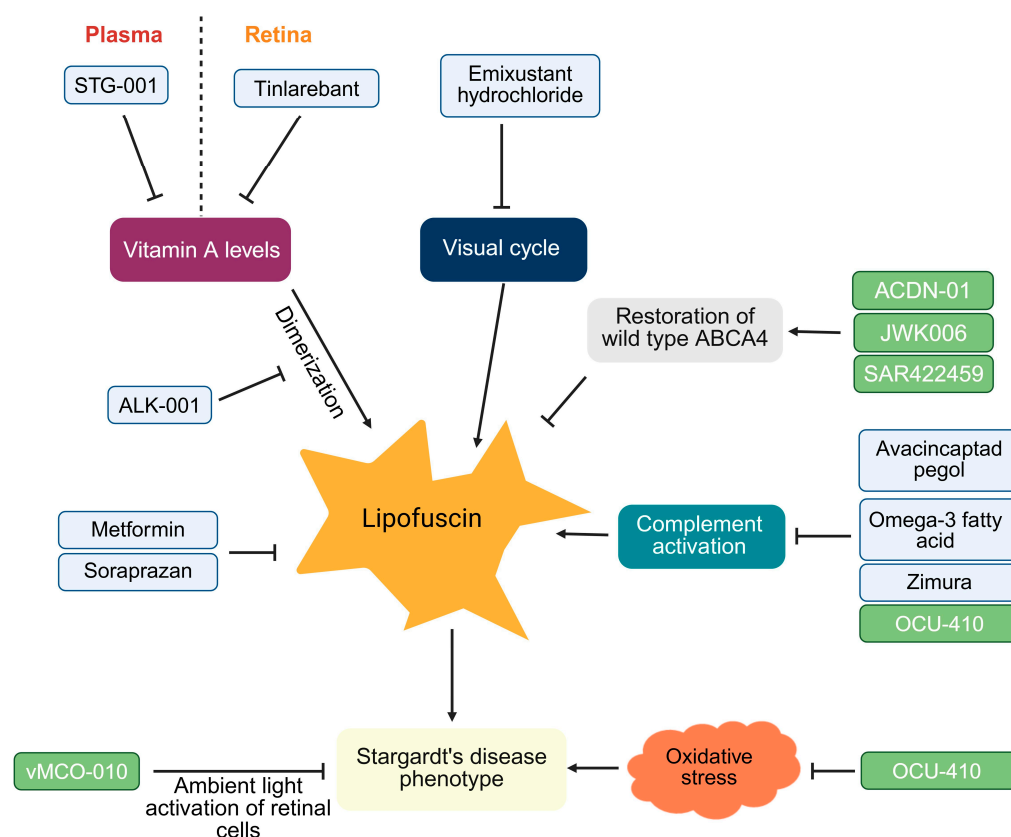 Plasma
Retina
STG-001
Tinlarebant
Emixustant
hydrochloride
Vitamin A levels
Visual cycle
Dimerization
ALK-001
Restoration of
wild type ABCA4
ACDN-01
JWK006
SAR422459
Lipofuscin
Metformin
Soraprazan
Complement
activation
Avacincaptad
pegol
Omega-3 fatty
acid
Zimura
OCU-410
vMCO-010
Ambient light
activation of retinal
cells
Stargardt's disease
phenotype
Oxidative
stress
OCU-410